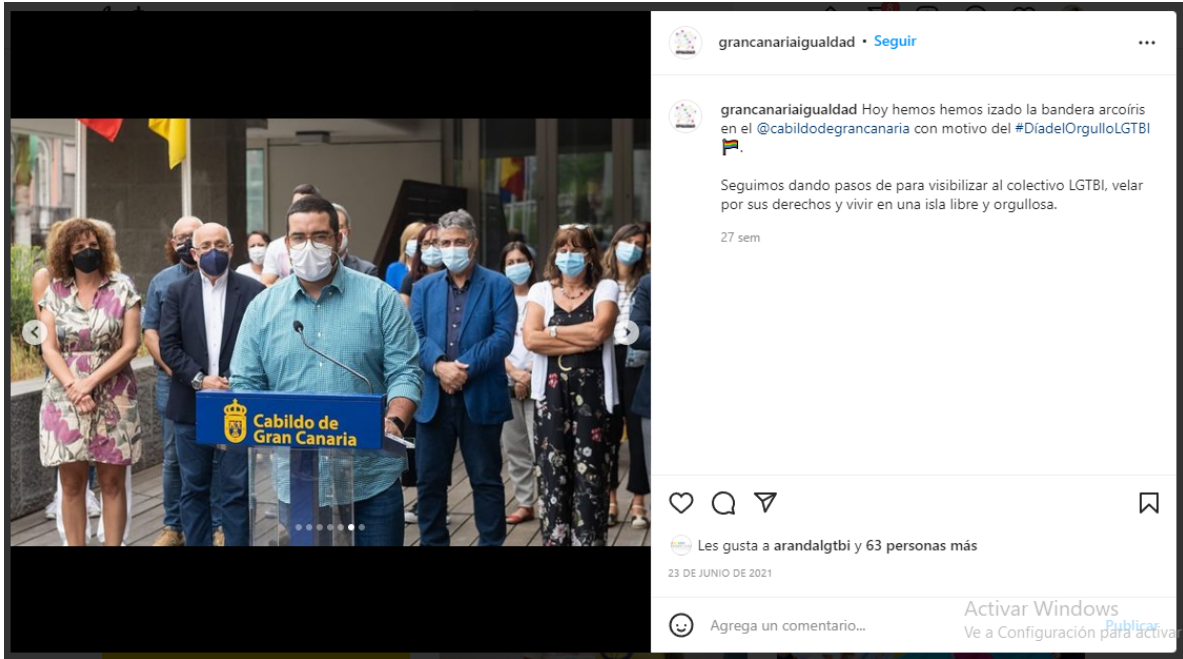 grancanariaigualdad • Seguir
grancanariaigualdad Hoy hemos hemos izado la bandera arcoíris
en el @cabildodegrancanaria con motivo del #DíadelOrgulloLGTBI
.
Seguimos dando pasos de para visibilizar al colectivo LGTBI, velar
por sus derechos y vivir en una isla libre y orgullosa.
27 sem
Cabildo de
Gran Canaria
Les gusta a arandalgtbi y 63 personas más
23 DE JUNIO DE 2021
Agrega un comentario...
Publicar
Activar Windows
Ve a Configuración para activar